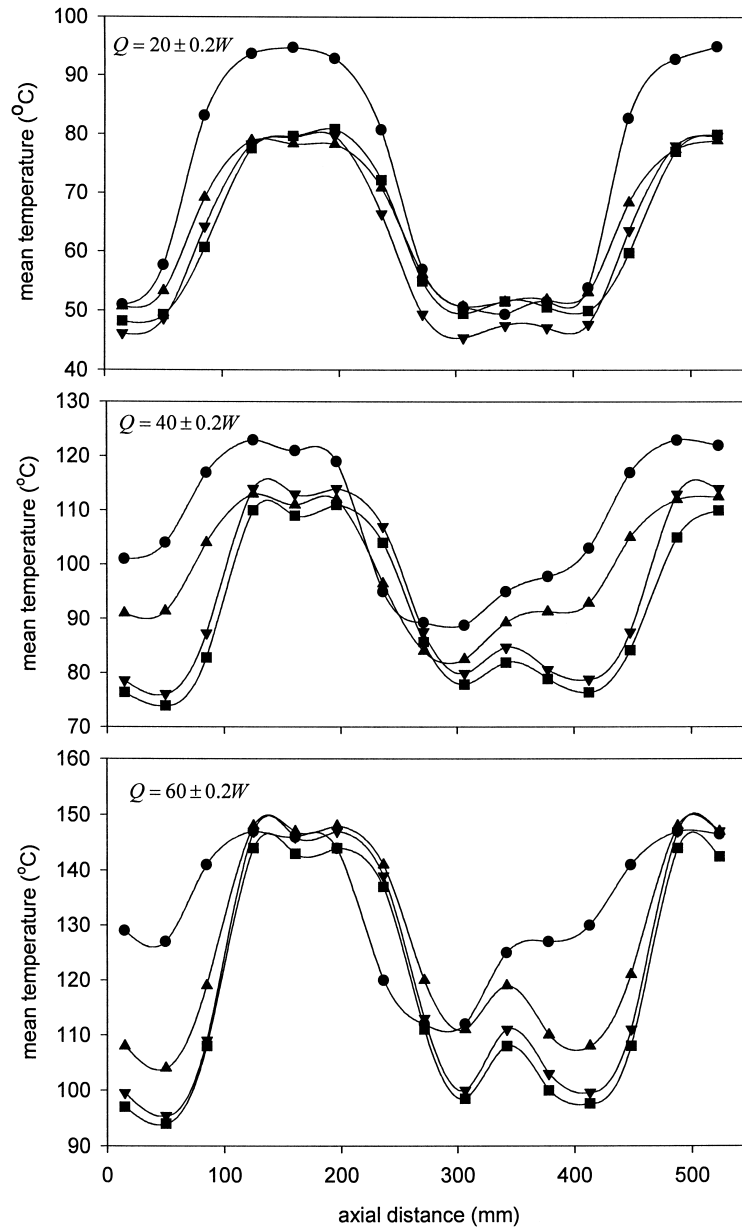 100
90
80
70
60
50
40
mean temperature (°C)
Q = 20 ± 0.2W
130
120
110
100
90
80
70
mean temperature (°C)
Q = 40 ± 0.2W
160
150
140
130
120
110
100
90
mean temperature (°C)
Q = 60 ± 0.2W
0 100 200 300 400 500
axial distance (mm)